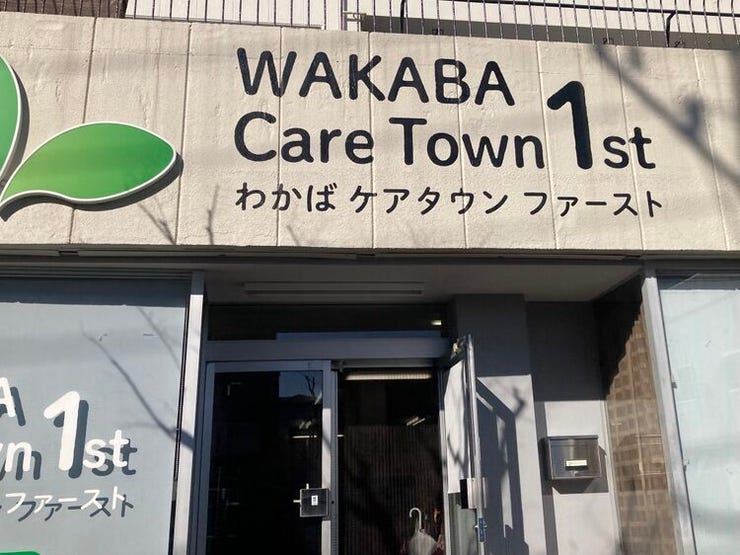 WAKABA
Care Town 1st
わかば ケアタウン ファースト
A
wn 1st
ファースト